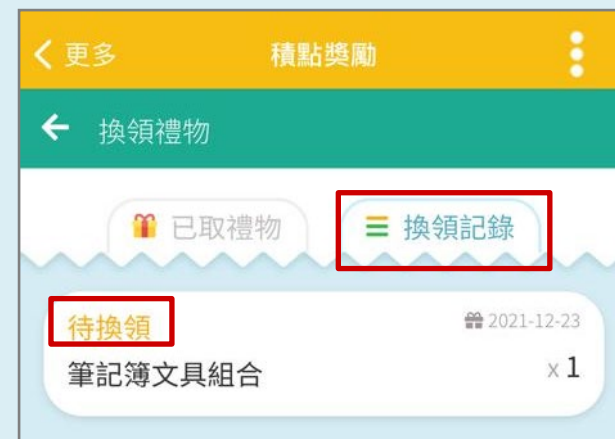 更多 積點獎勵
換領禮物
已取禮物 換領記錄
待換領 2021-12-23
筆記簿文具組合 x 1